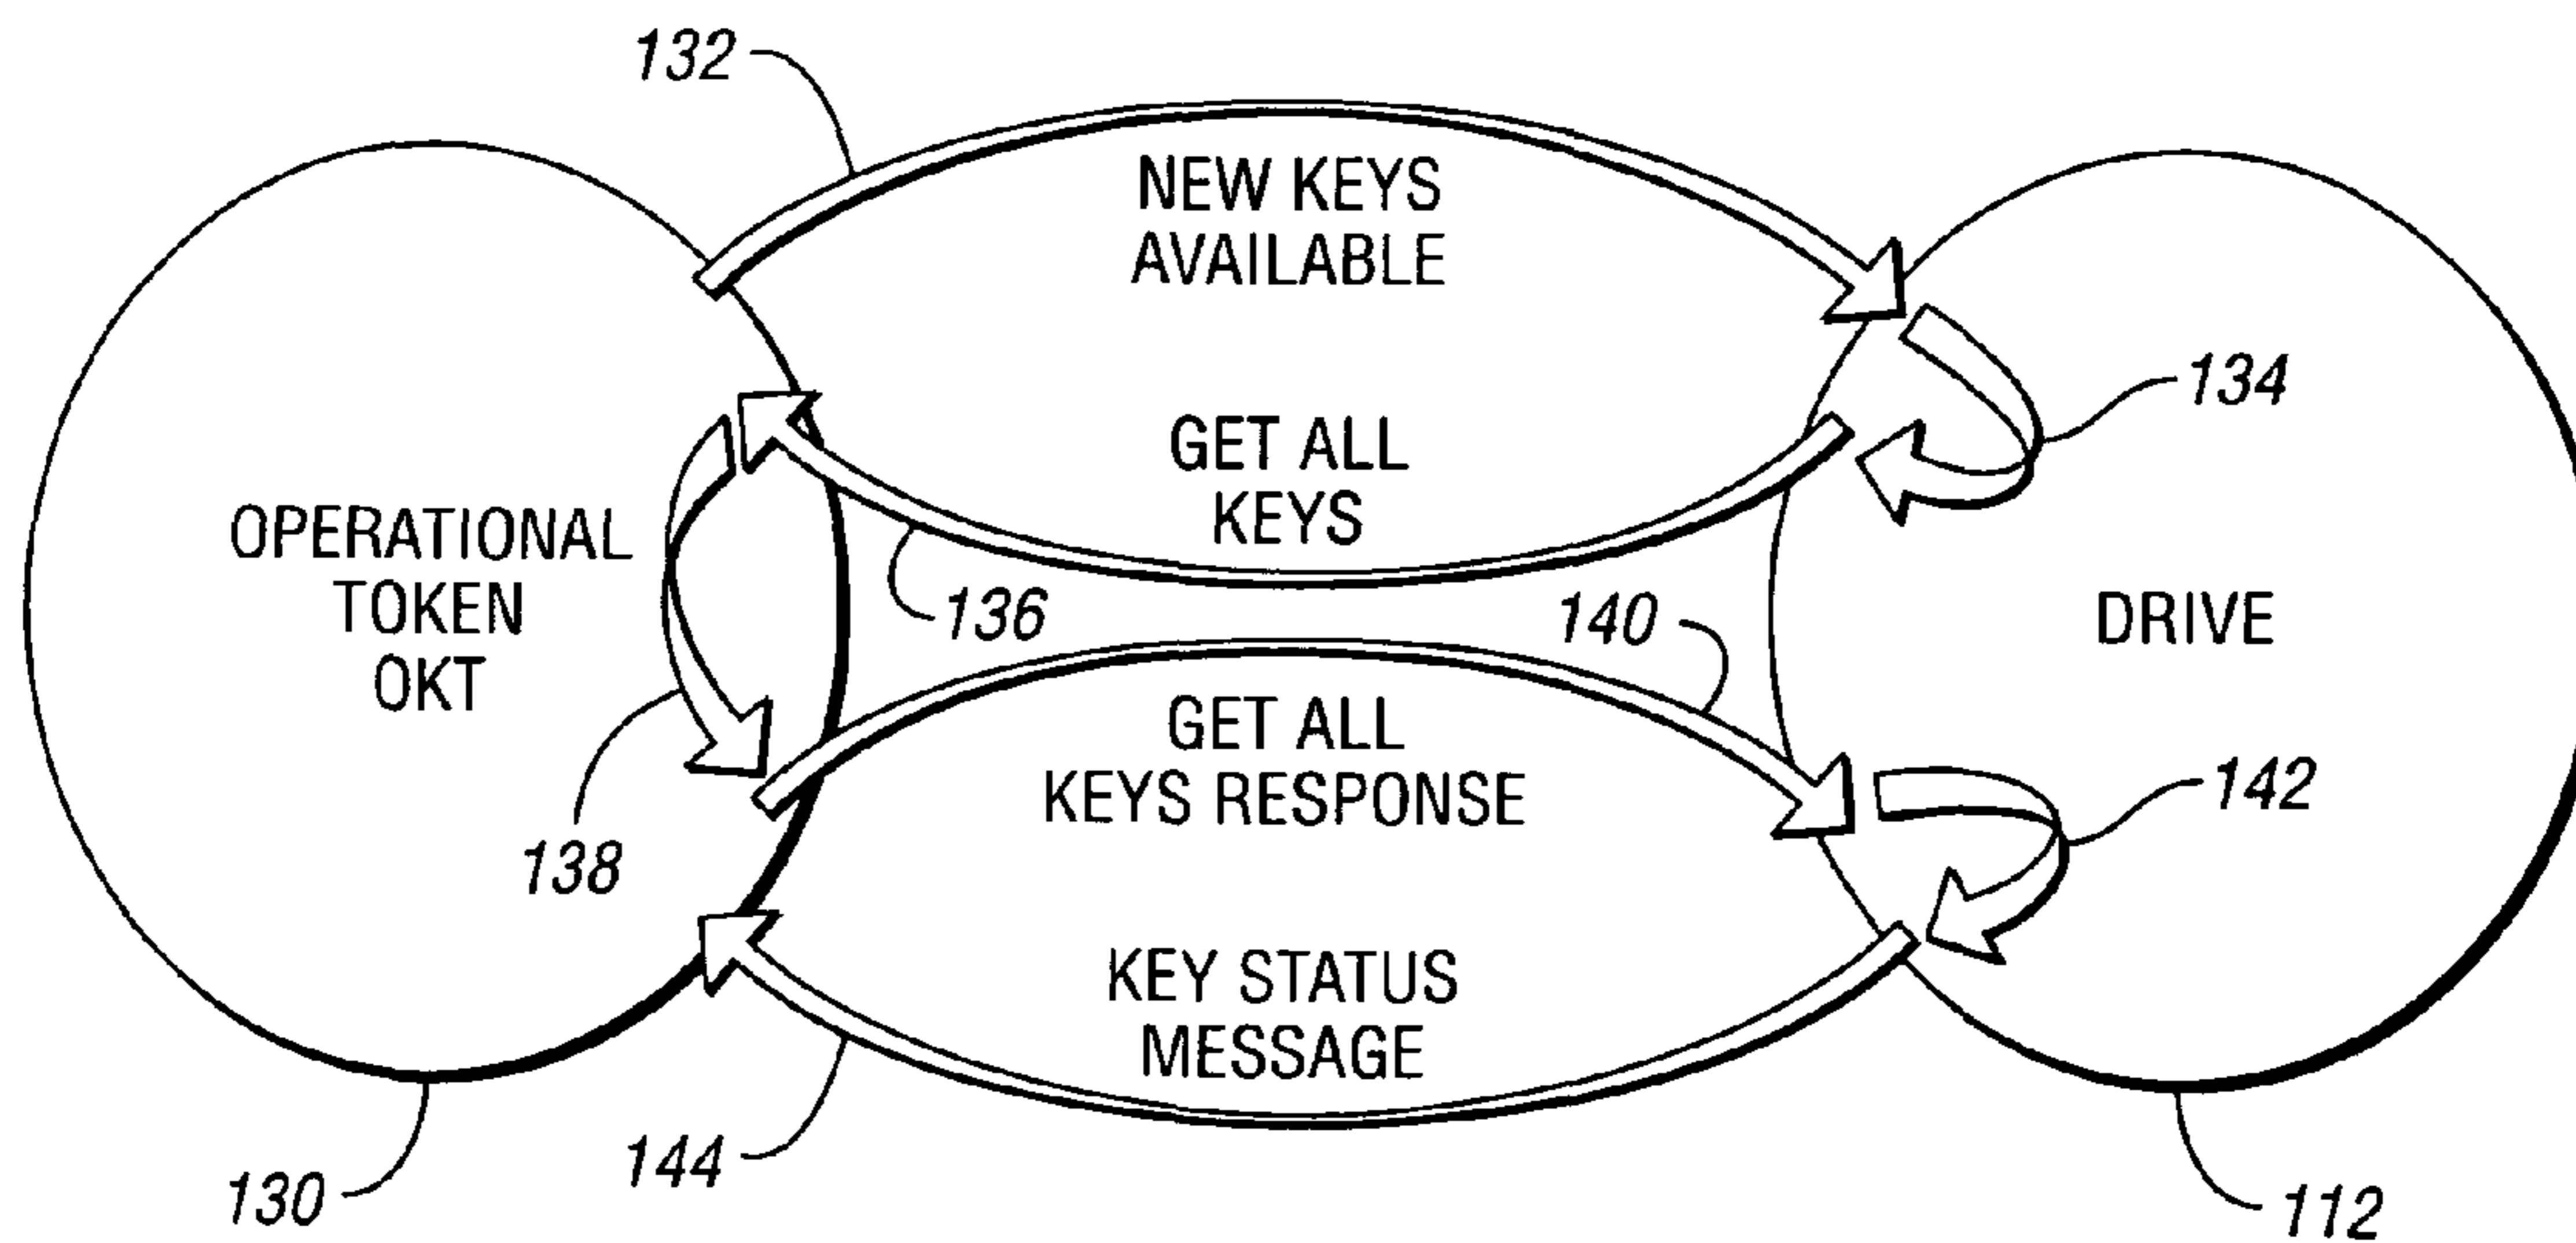 132
NEW KEYS
AVAILABLE
134
GET ALL
KEYS
OPERATIONAL
TOKEN
OKT
136
140
DRIVE
GET ALL
KEYS RESPONSE
142
138
KEY STATUS
MESSAGE
144
130
112